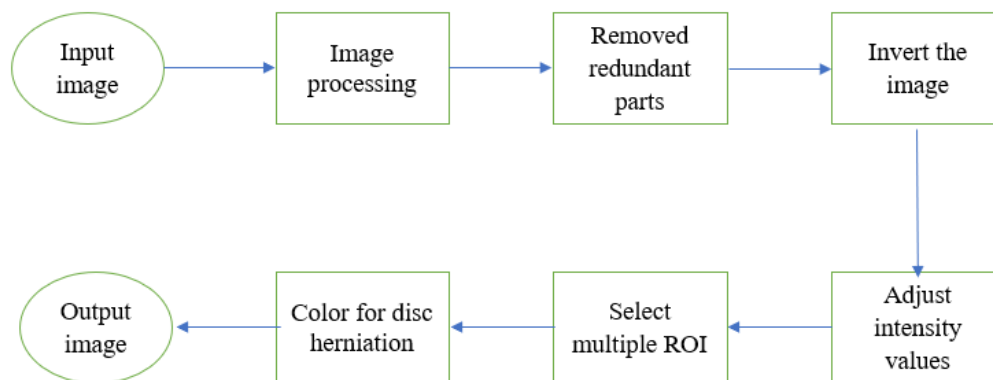 Input
image
Image
processing
Removed
redundant
parts
Invert the
image
Adjust
intensity
values
Select
multiple ROI
Color for disc
herniation
Output
image